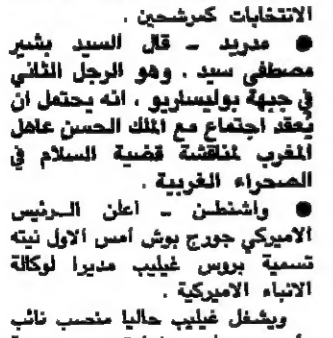 الانتخابات كمرشحين .
● مدريد ـ قال السيد بشير
مصطفى سيد ، وهو الرجل الثاني
في جبهة بوليساريو ، انه يحتمل ان
يُعقد اجتماع مع الملك الحسن عاهل
المغرب لمناقشة قضية السلام في
الصحراء الغربية .
● واشنطن ـ اعلن الرئيس
الاميركي جورج بوش أمس الاول نيته
تسمية بروس غيليب مديرا لوكالة
الانباء الاميركية .
ويشغل غيليب حاليا منصب نائب